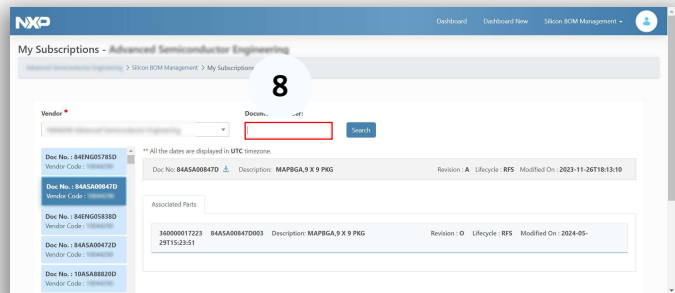 NXP
Dashboard Dashboard New Silicon BOM Management
My Subscriptions - Advanced Semiconductor Engineering
> Silicon BOM Management > My Subscriptions
8
Vendor *
Search
** All the dates are displayed in UTC timezone.
Doc No. : 84ENG05785D
Vendor Code :
Doc No. : 84ASA00847D
Vendor Code :
Doc No. : 84ENG05838D
Vendor Code :
Doc No. : 84ASA00472D
Vendor Code :
Doc No. : 10ASA88820D
Vendor Code :
Doc No: 84ASA00847D Description: MAPBGA,9 X 9 PKG Revision : A Lifecycle : RFS Modified On : 2023-11-26T18:13:10
Associated Parts
360000017223 84ASA00847D003 Description: MAPBGA,9 X 9 PKG Revision : O Lifecycle : RFS Modified On : 2024-05-
29T15:23:51